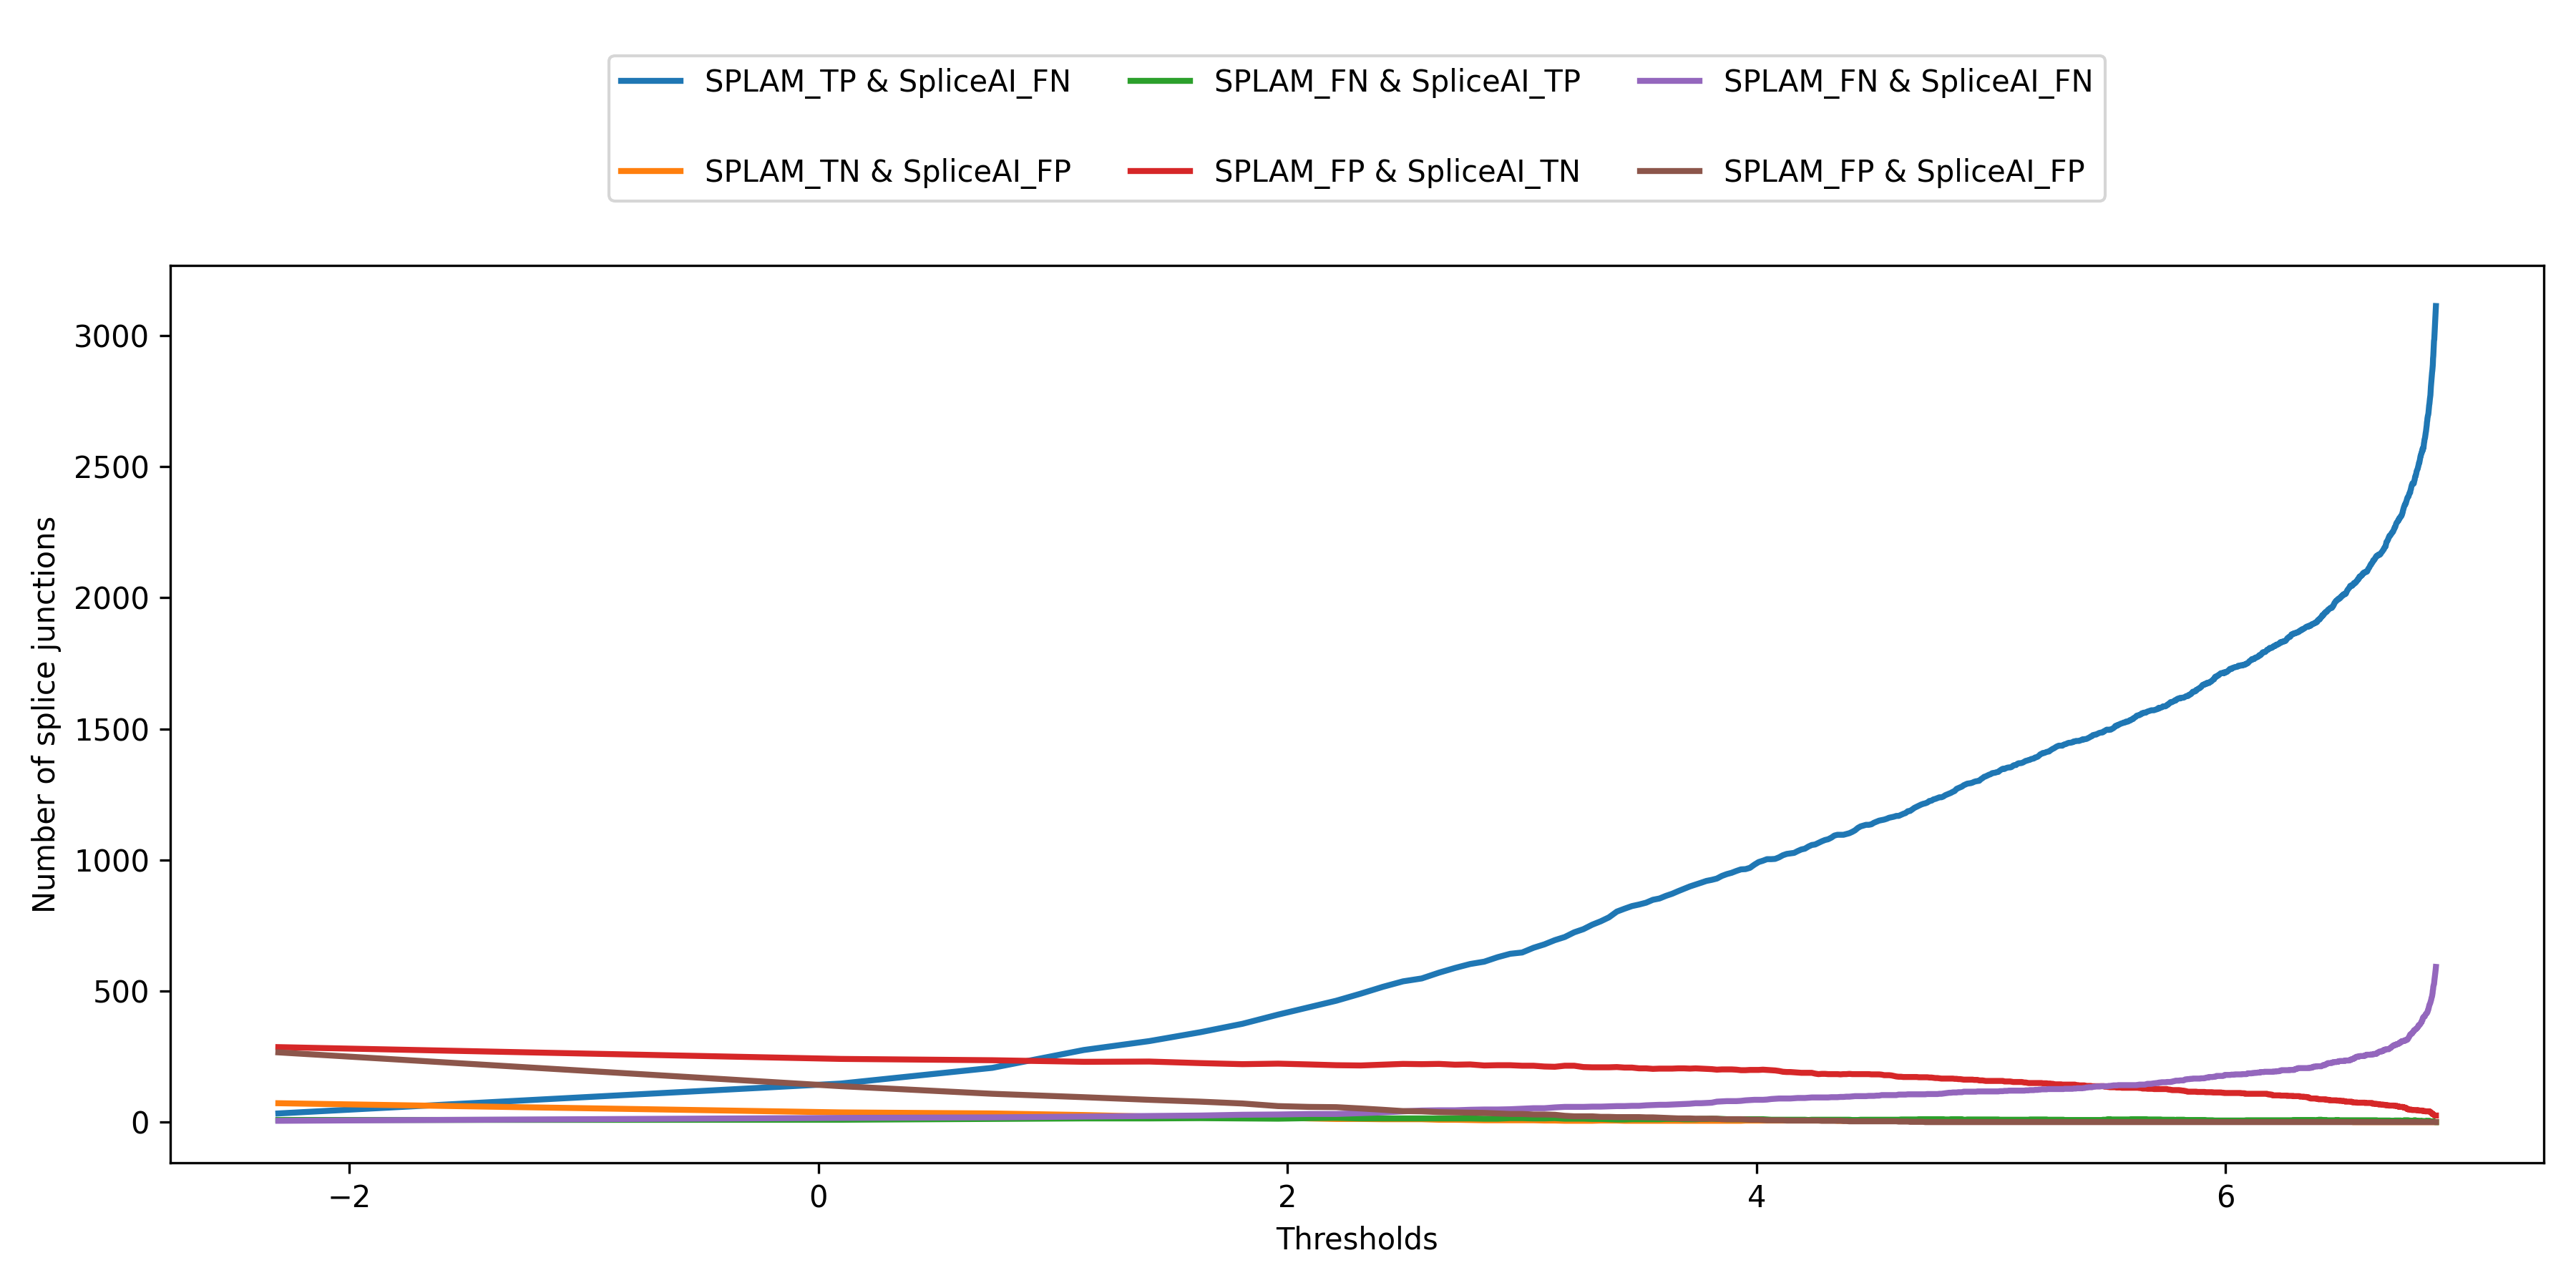 SPLAM_TP & SpliceAI_FN SPLAM_FN & SpliceAI_TP SPLAM_FN & SpliceAI_FN
SPLAM_TN & SpliceAI_FP SPLAM_FP & SpliceAI_TN SPLAM_FP & SpliceAI_FP
Number of splice junctions
3000
2500
2000
1500
1000
500
0
−2 0 2 4 6
Thresholds